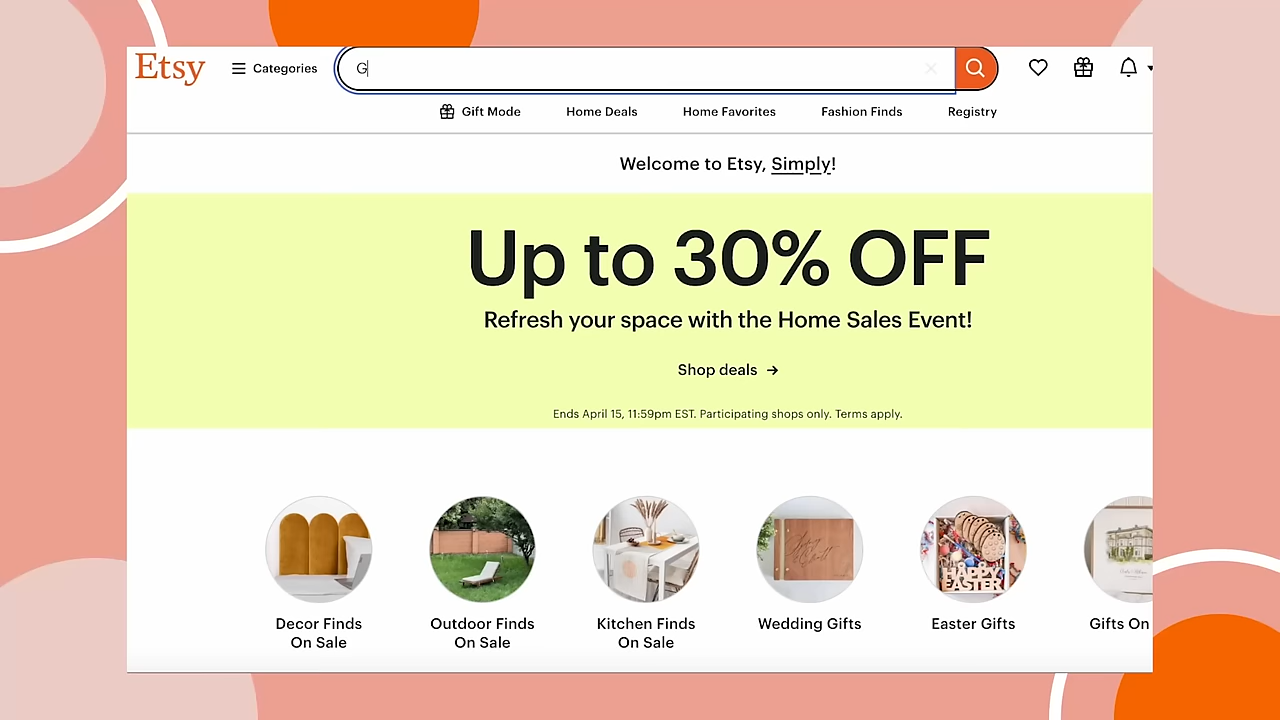 Etsy
Categories
G
Gift Mode
Home Deals
Home Favorites
Fashion Finds
Registry
Welcome to Etsy, Simply!
Up to 30% OFF
Refresh your space with the Home Sales Event!
Shop deals →
Ends April 15, 11:59pm EST. Participating shops only. Terms apply.
HAPPY
EASTER
Decor Finds
On Sale
Outdoor Finds
On Sale
Kitchen Finds
On Sale
Wedding Gifts
Easter Gifts
Gifts On